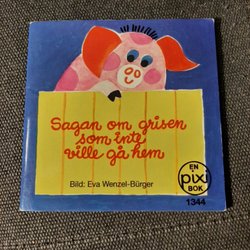 Sagan om grisen
som inte
ville gå hem
Bild: Eva Wenzel-Bürger
EN
pixi
BOK
1344